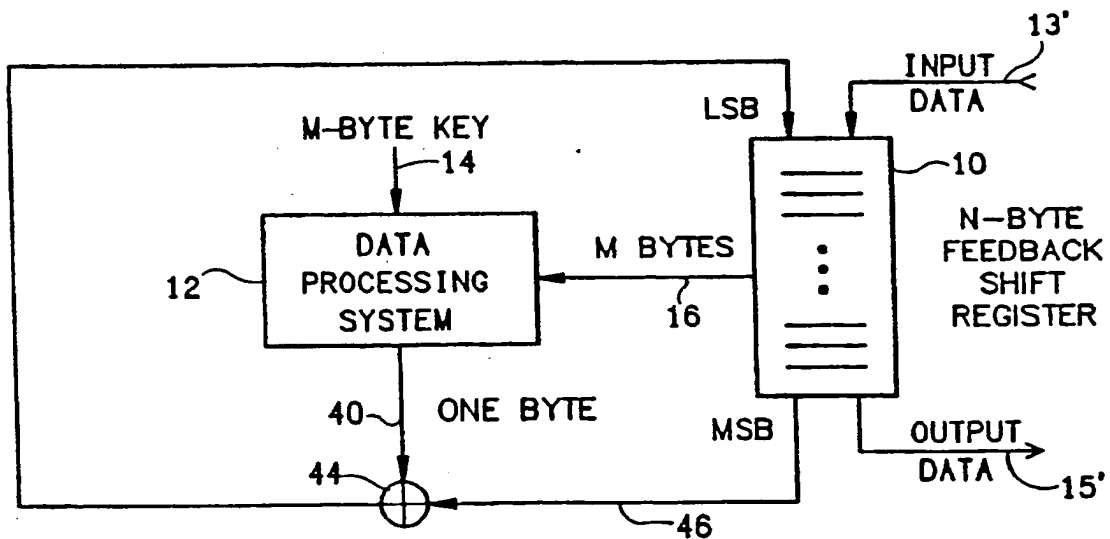 13'
INPUT
DATA
LSB
M-BYTE KEY
14
10
DATA
PROCESSING
SYSTEM
12
M BYTES
16
N-BYTE
FEEDBACK
SHIFT
REGISTER
40
ONE BYTE
MSB
OUTPUT
DATA
15'
44
46